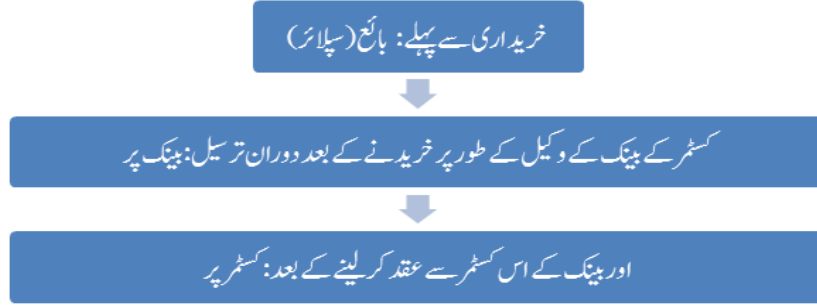 خریداری سے پہلے: بائع (سپلائر)
کسٹمر کے بینک کے وکیل کے طور پر خریدنے کے بعد دوران ترسیل: بینک پر
اور بینک کے اس کسٹمر سے عقد کر لینے کے بعد: کسٹمر پر